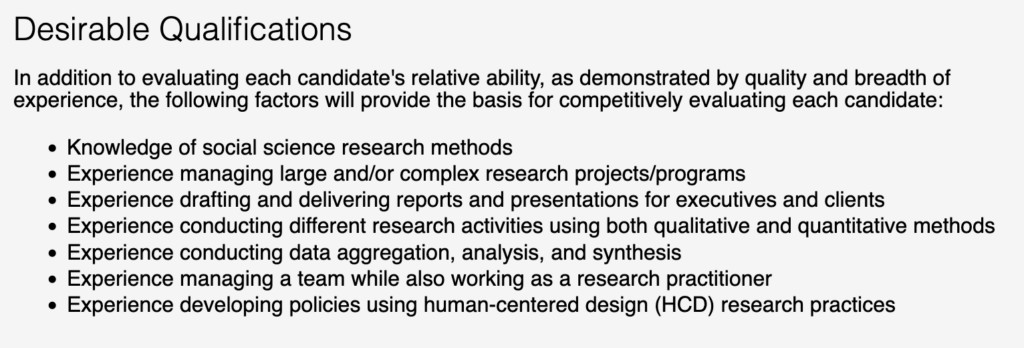 Desirable Qualifications
In addition to evaluating each candidate's relative ability, as demonstrated by quality and breadth of
experience, the following factors will provide the basis for competitively evaluating each candidate:
• Knowledge of social science research methods
• Experience managing large and/or complex research projects/programs
• Experience drafting and delivering reports and presentations for executives and clients
• Experience conducting different research activities using both qualitative and quantitative methods
• Experience conducting data aggregation, analysis, and synthesis
• Experience managing a team while also working as a research practitioner
• Experience developing policies using human-centered design (HCD) research practices